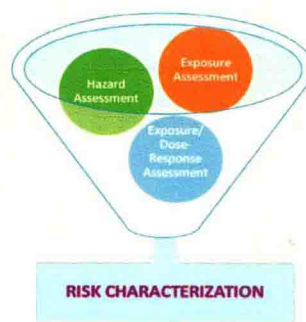 Hazard
Assessment
Exposure
Assessment
Exposure/
Dose-
Response
Assessment
RISK CHARACTERIZATION